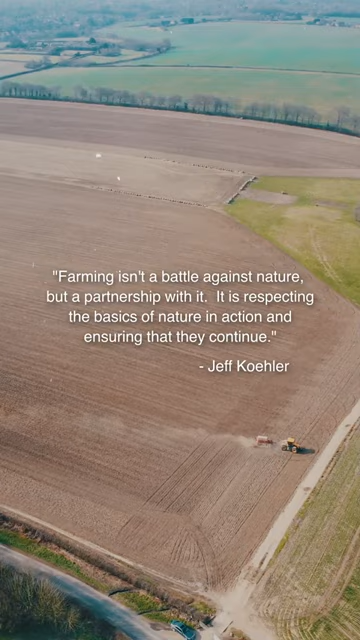 "Farming isn't a battle against nature,
but a partnership with it.  It is respecting
the basics of nature in action and
ensuring that they continue."
- Jeff Koehler